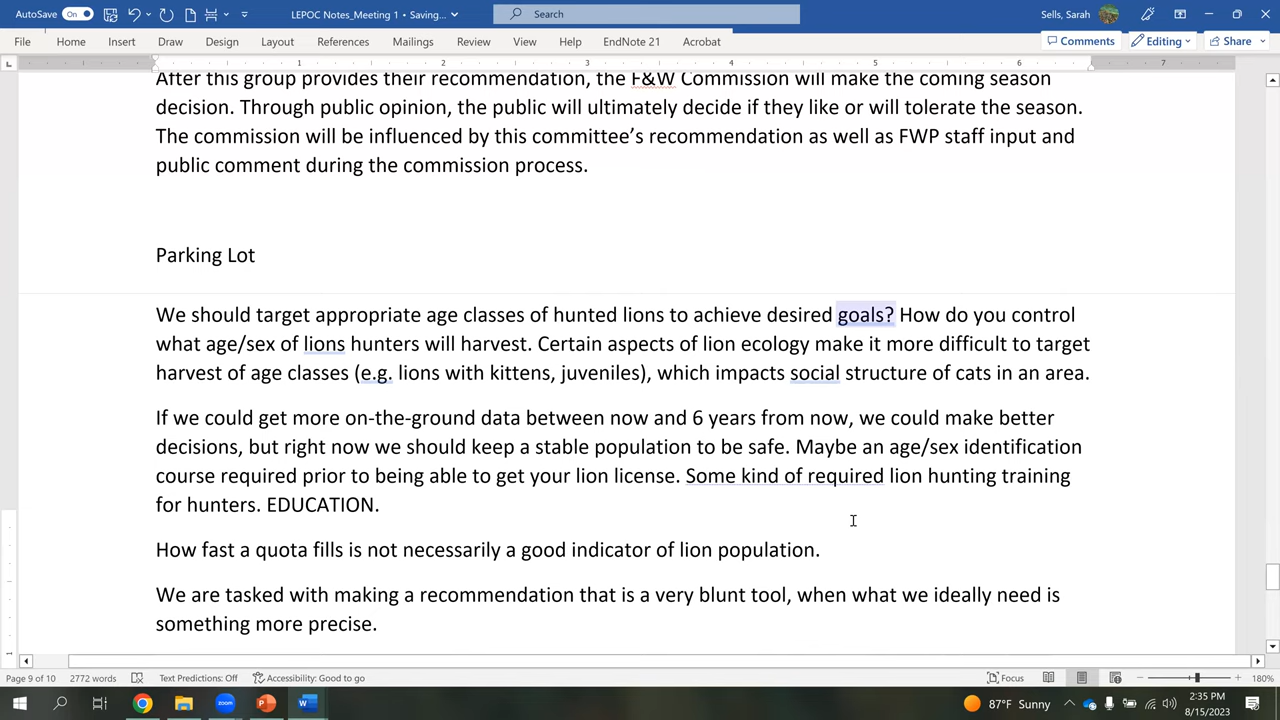 AutoSave On LEPOC Notes_Meeting 1 • Saving... Search Sells, Sarah
File Home Insert Draw Design Layout References Mailings Review View Help EndNote 21 Acrobat Comments Editing Share
1 2 3 4 5 6 7
After this group provides their recommendation, the F&W Commission will make the coming season
decision. Through public opinion, the public will ultimately decide if they like or will tolerate the season.
The commission will be influenced by this committee's recommendation as well as FWP staff input and
public comment during the commission process.
Parking Lot
We should target appropriate age classes of hunted lions to achieve desired goals? How do you control
what age/sex of lions hunters will harvest. Certain aspects of lion ecology make it more difficult to target
harvest of age classes (e.g. lions with kittens, juveniles), which impacts social structure of cats in an area.
If we could get more on-the-ground data between now and 6 years from now, we could make better
decisions, but right now we should keep a stable population to be safe. Maybe an age/sex identification
course required prior to being able to get your lion license. Some kind of required lion hunting training
for hunters. EDUCATION.
How fast a quota fills is not necessarily a good indicator of lion population.
We are tasked with making a recommendation that is a very blunt tool, when what we ideally need is
something more precise.
Page 9 of 10 2772 words Text Predictions: Off Accessibility: Good to go Focus 180%
zoom P W 87°F Sunny 2:35 PM
8/15/2023